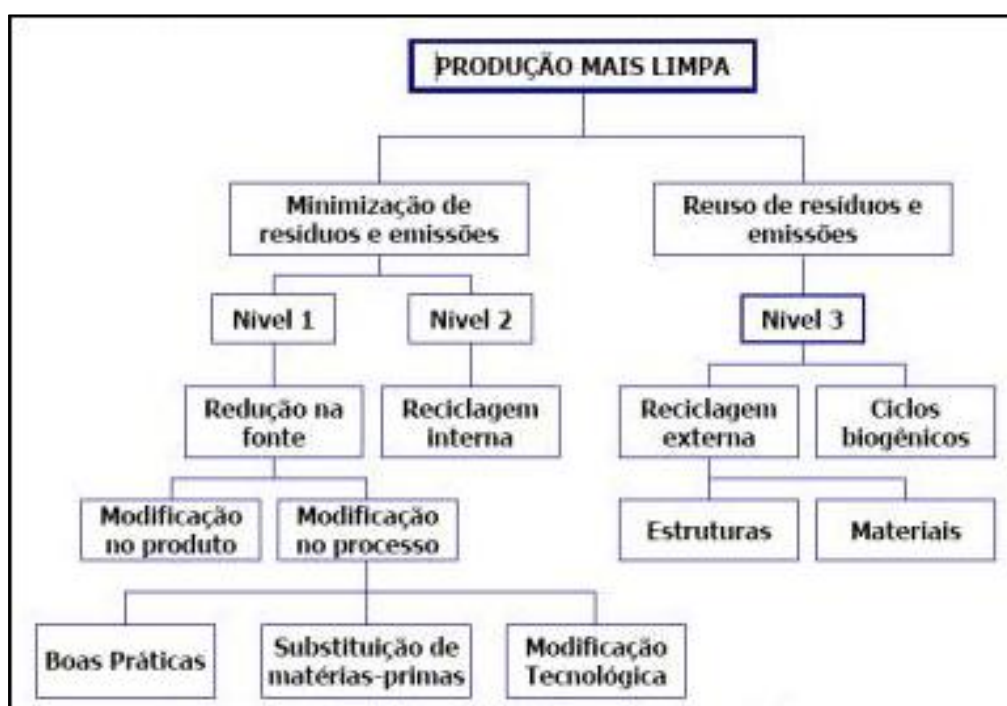 PRODUÇÃO MAIS LIMPA
Minimização de
resíduos e emissões
Reuso de resíduos e
emissões
Nível 1
Nível 2
Nível 3
Redução na
fonte
Reciclagem
interna
Reciclagem
externa
Ciclos
biogênicos
Modificação
no produto
Modificação
no processo
Estruturas
Materiais
Boas Práticas
Substituição de
matérias-primas
Modificação
Tecnológica